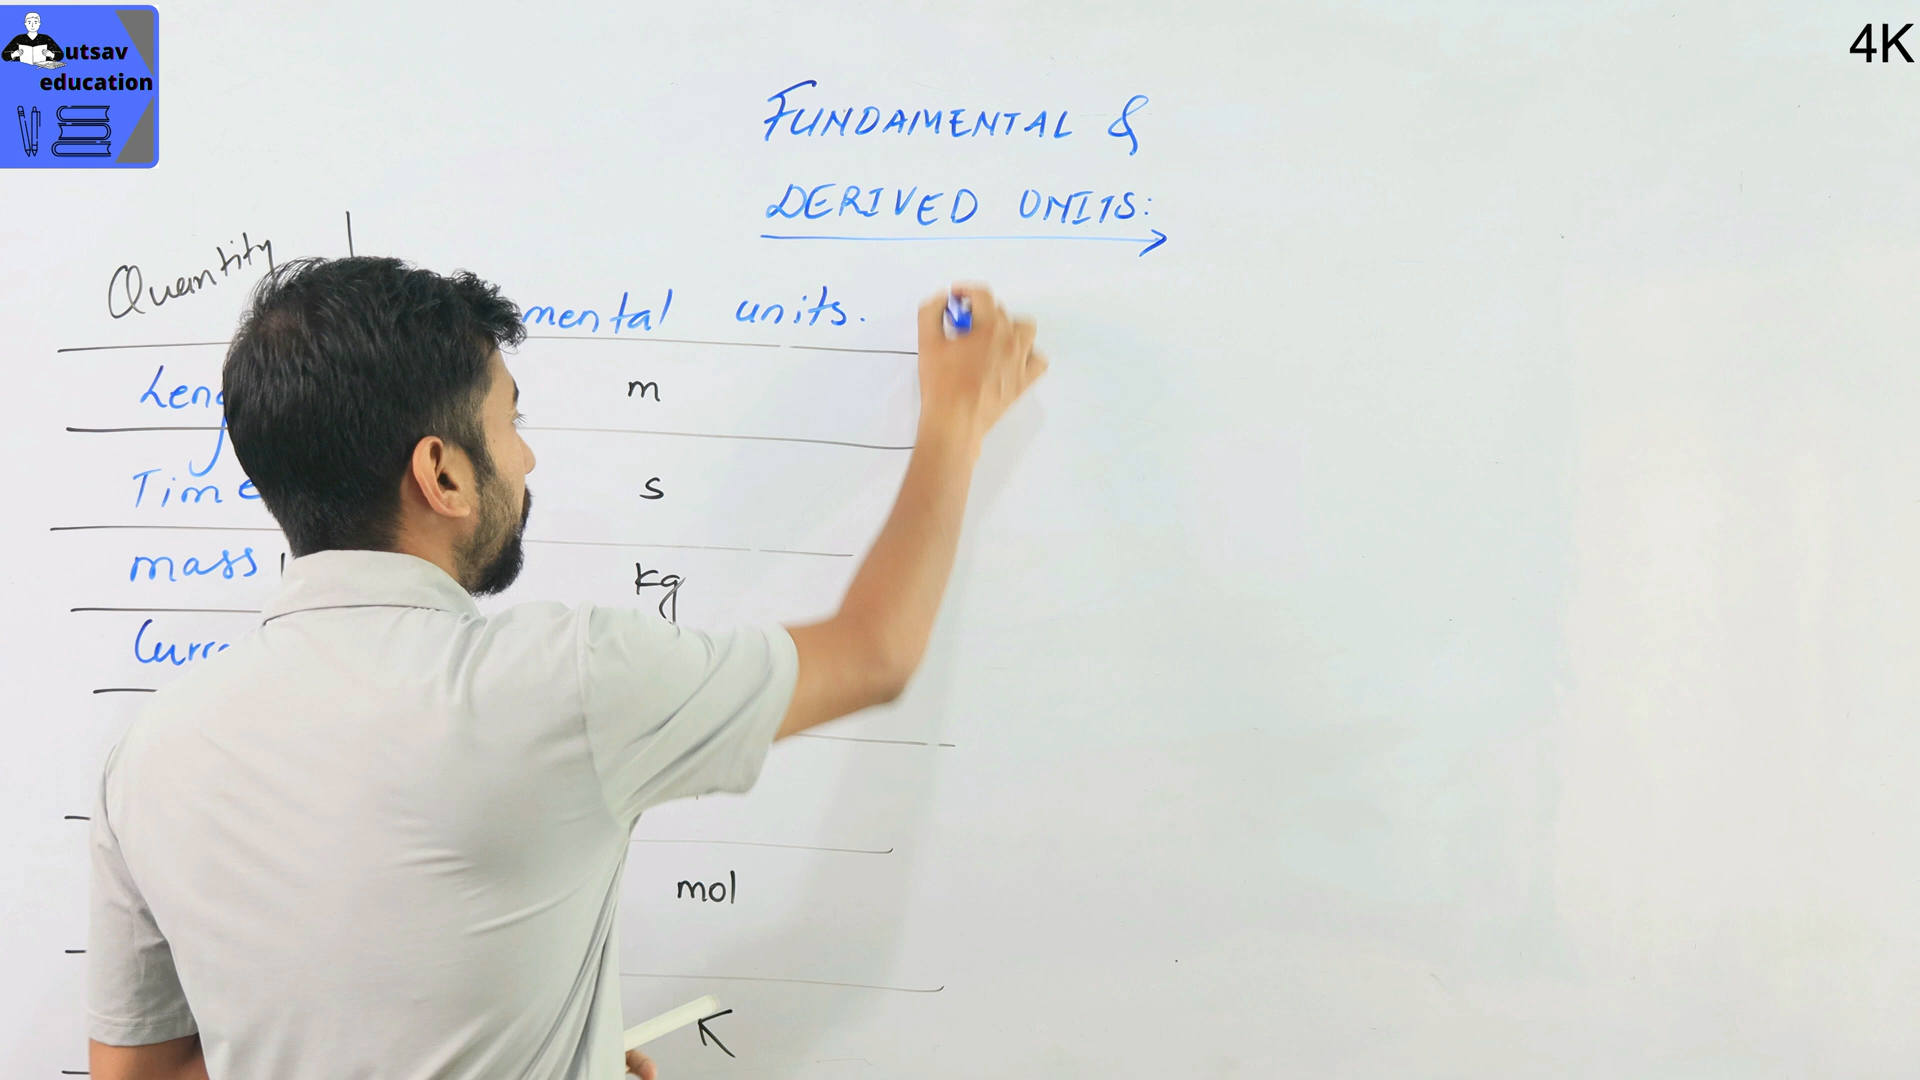 utsav
education
4K
FUNDAMENTAL &
DERIVED UNITS:
Quantity
mental units.
Leng m
Time s
mass kg
Curr
mol